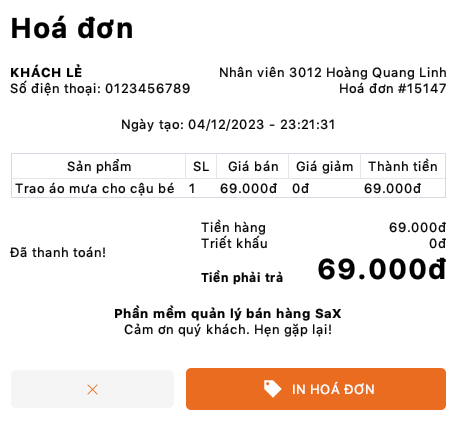 Hoá đơn
KHÁCH LẺ
Nhân viên 3012 Hoàng Quang Linh
Số điện thoại: 0123456789
Hoá đơn #15147
Ngày tạo: 04/12/2023 - 23:21:31
Sản phẩm SL Giá bán Giá giảm Thành tiền
Trao áo mưa cho cậu bé 1 69.000đ 0đ 69.000đ
Tiền hàng 69.000đ
Triết khấu 0đ
Đã thanh toán!
Tiền phải trả 69.000đ
Phần mềm quản lý bán hàng SaX
Cảm ơn quý khách. Hẹn gặp lại!
IN HOÁ ĐƠN